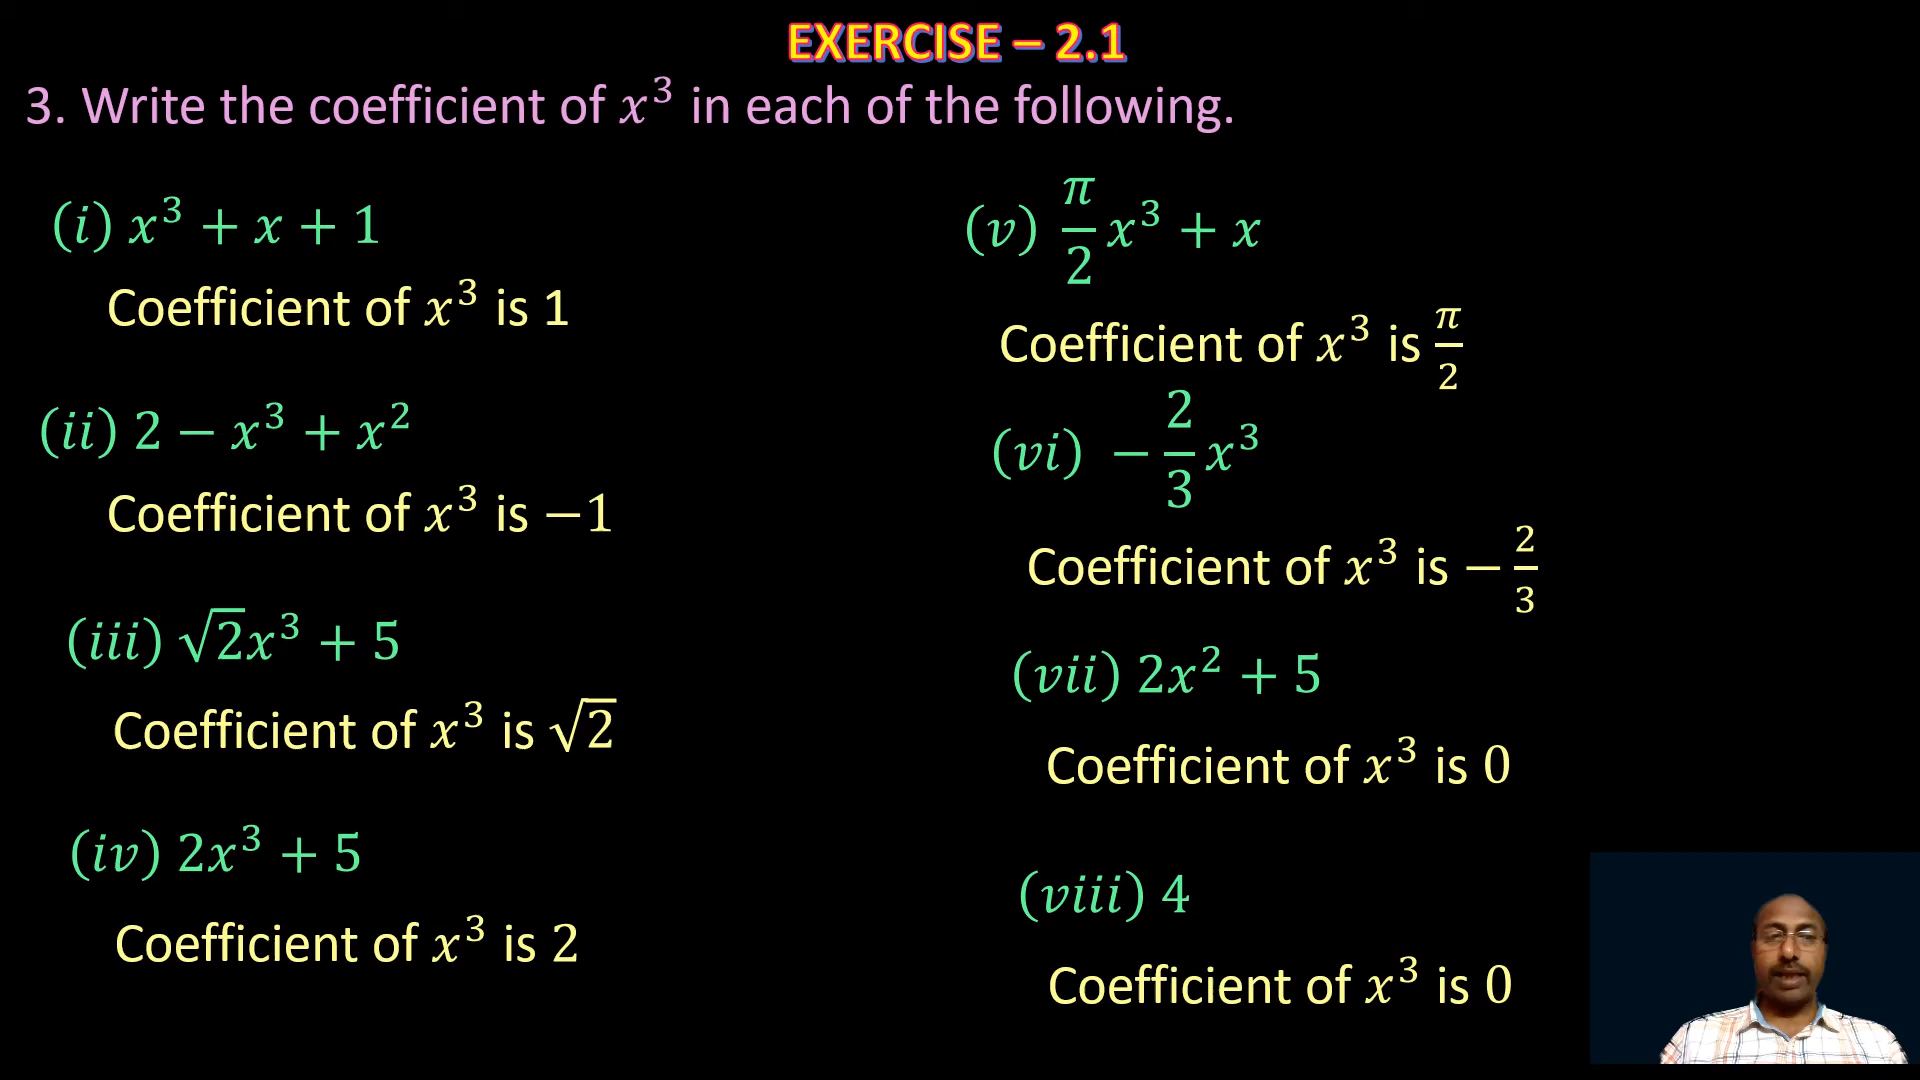 EXERCISE – 2.1
3. Write the coefficient of x³ in each of the following.
(i) x³ + x + 1
Coefficient of x³ is 1
(ii) 2 − x³ + x²
Coefficient of x³ is −1
(iii) √2x³ + 5
Coefficient of x³ is √2
(iv) 2x³ + 5
Coefficient of x³ is 2
(v) π/2 x³ + x
Coefficient of x³ is π/2
(vi) − 2/3 x³
Coefficient of x³ is − 2/3
(vii) 2x² + 5
Coefficient of x³ is 0
(viii) 4
Coefficient of x³ is 0